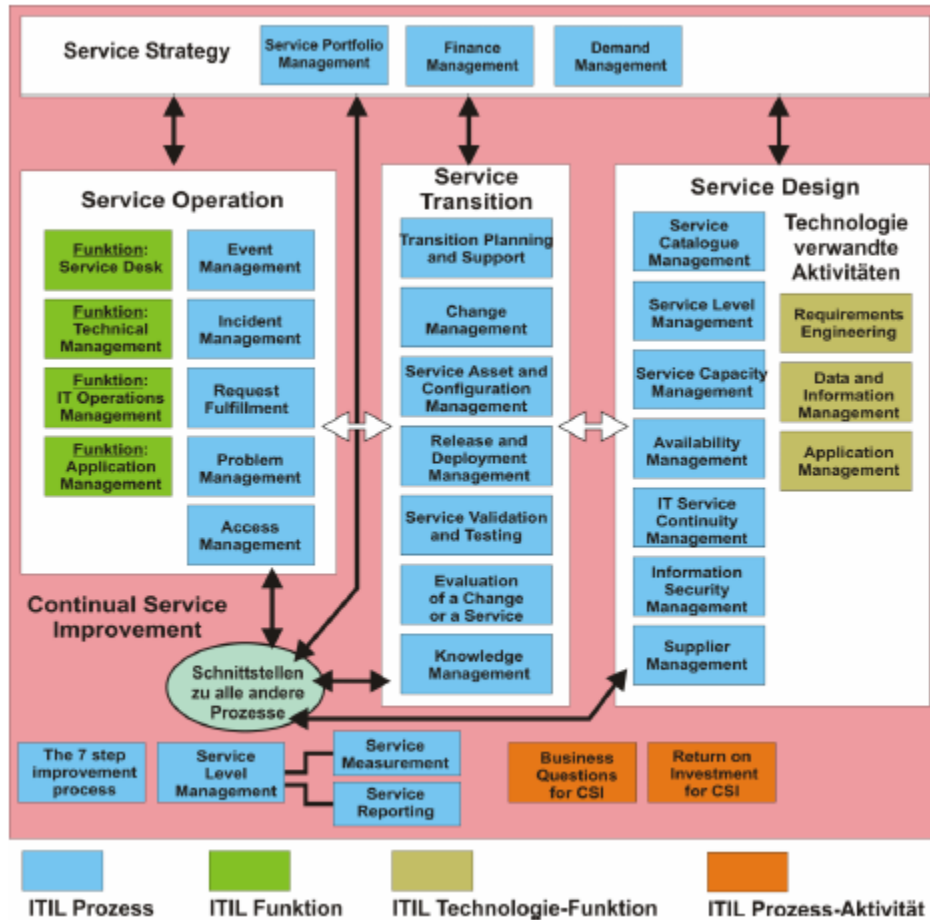 Service Strategy
Service Portfolio
Management
Finance
Management
Demand
Management
Service Operation
Funktion:
Service Desk
Funktion:
Technical
Management
Funktion:
IT Operations
Management
Funktion:
Application
Management
Event
Management
Incident
Management
Request
Fulfillment
Problem
Management
Access
Management
Service
Transition
Transition Planning
and Support
Change
Management
Service Asset and
Configuration
Management
Release and
Deployment
Management
Service Validation
and Testing
Evaluation
of a Change
or a Service
Knowledge
Management
Service Design
Service
Catalogue
Management
Service Level
Management
Service Capacity
Management
Availability
Management
IT Service
Continuity
Management
Information
Security
Management
Supplier
Management
Technologie
verwandte
Aktivitäten
Requirements
Engineering
Data and
Information
Management
Application
Management
Continual Service
Improvement
Schnittstellen
zu alle andere
Prozesse
The 7 step
improvement
process
Service
Level
Management
Service
Measurement
Service
Reporting
Business
Questions
for CSI
Return on
Investment
for CSI
ITIL Prozess
ITIL Funktion
ITIL Technologie-Funktion
ITIL Prozess-Aktivität